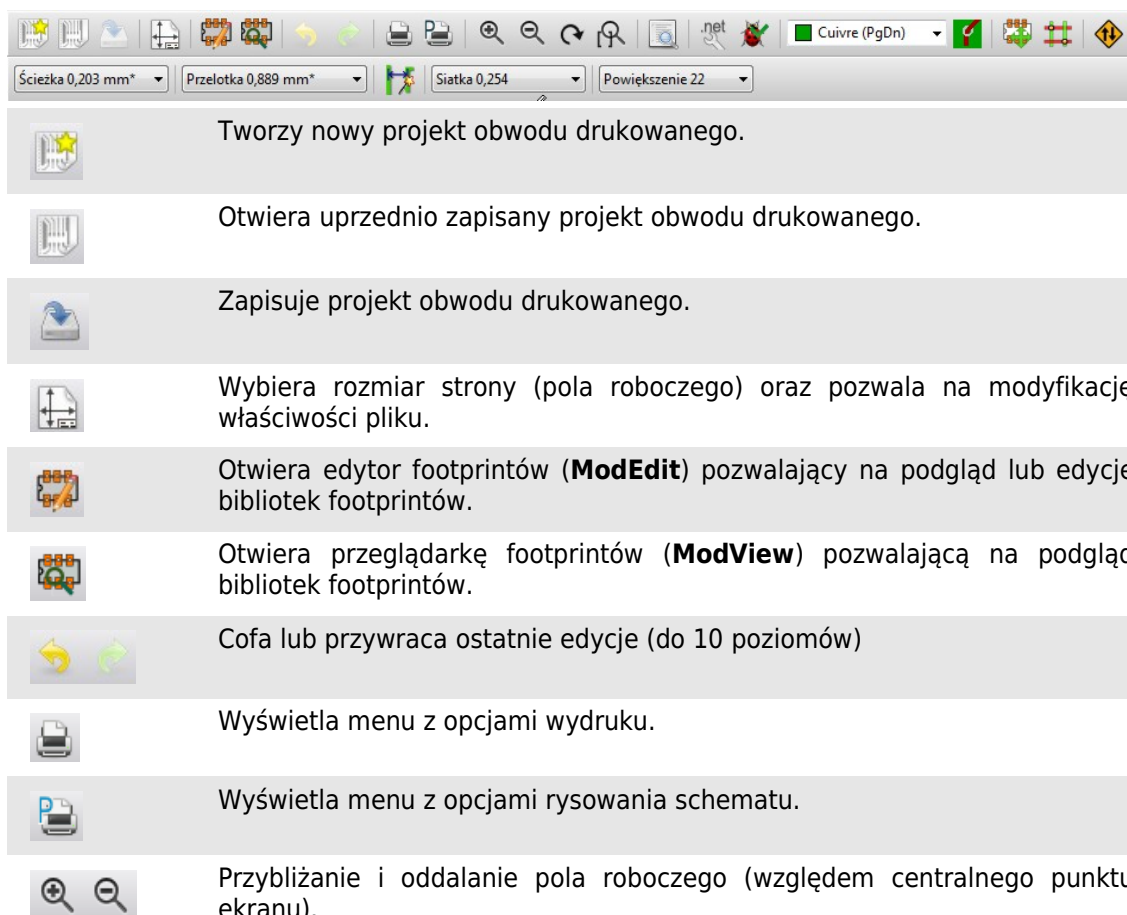 .net Cuivre (PgDn)
Ścieżka 0,203 mm* Przelotka 0,889 mm* Siatka 0,254 Powiększenie 22
Tworzy nowy projekt obwodu drukowanego.
Otwiera uprzednio zapisany projekt obwodu drukowanego.
Zapisuje projekt obwodu drukowanego.
Wybiera rozmiar strony (pola roboczego) oraz pozwala na modyfikację
właściwości pliku.
Otwiera edytor footprintów (ModEdit) pozwalający na podgląd lub edycję
bibliotek footprintów.
Otwiera przeglądarkę footprintów (ModView) pozwalającą na podgląd
bibliotek footprintów.
Cofa lub przywraca ostatnie edycje (do 10 poziomów)
Wyświetla menu z opcjami wydruku.
P
Wyświetla menu z opcjami rysowania schematu.
Przybliżanie i oddalanie pola roboczego (względem centralnego punktu
ekranu).